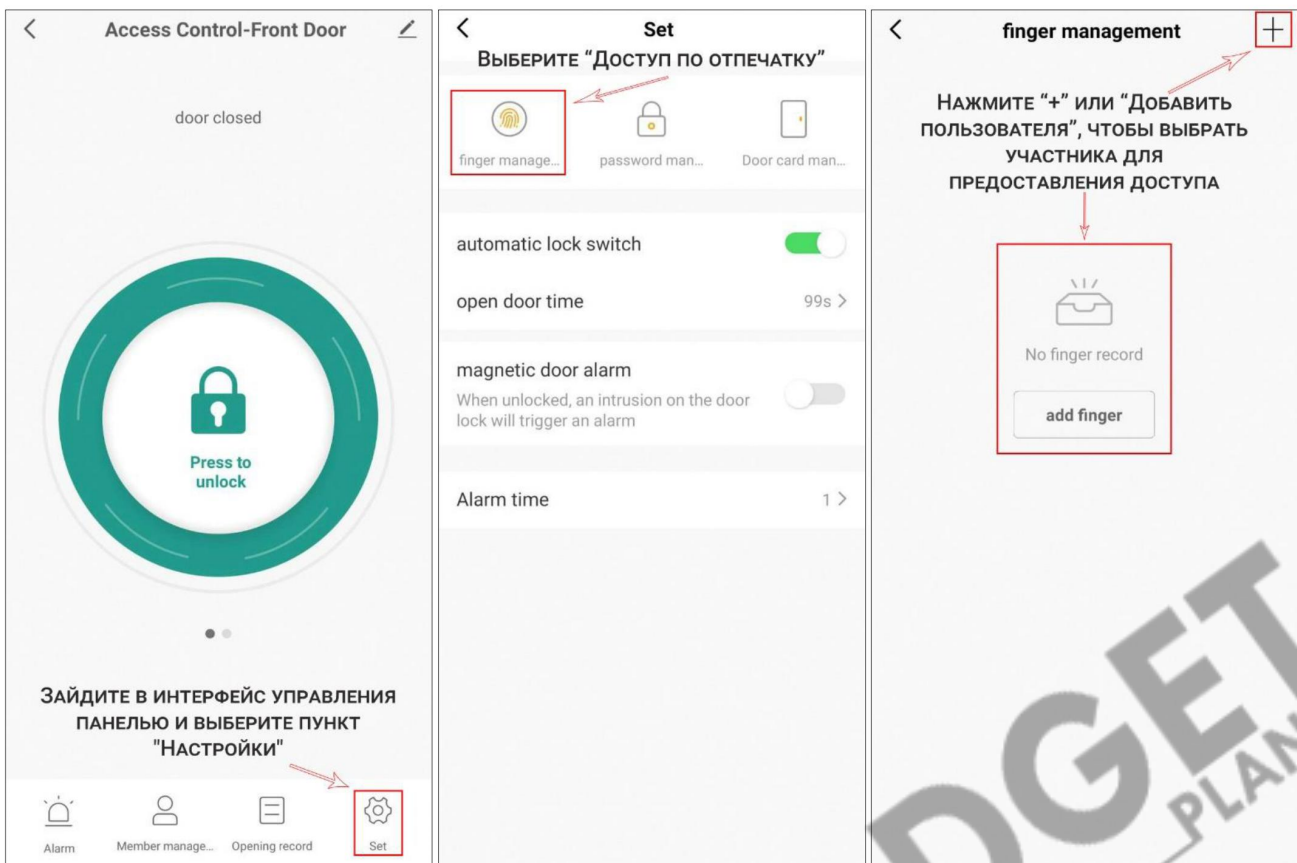 Access Control-Front Door
door closed
Press to
unlock
ЗАЙДИТЕ В ИНТЕРФЕЙС УПРАВЛЕНИЯ
ПАНЕЛЬЮ И ВЫБЕРИТЕ ПУНКТ
"НАСТРОЙКИ"
Alarm
Member manage...
Opening record
Set
Set
ВЫБЕРИТЕ “ДОСТУП ПО ОТПЕЧАТКУ”
finger manage...
password man...
Door card man...
automatic lock switch
open door time
99s
magnetic door alarm
When unlocked, an intrusion on the door
lock will trigger an alarm
Alarm time
1
finger management
НАЖМИТЕ “+” ИЛИ “ДОБАВИТЬ
ПОЛЬЗОВАТЕЛЯ”, ЧТОБЫ ВЫБРАТЬ
УЧАСТНИКА ДЛЯ
ПРЕДОСТАВЛЕНИЯ ДОСТУПА
No finger record
add finger
DGET
PLAN